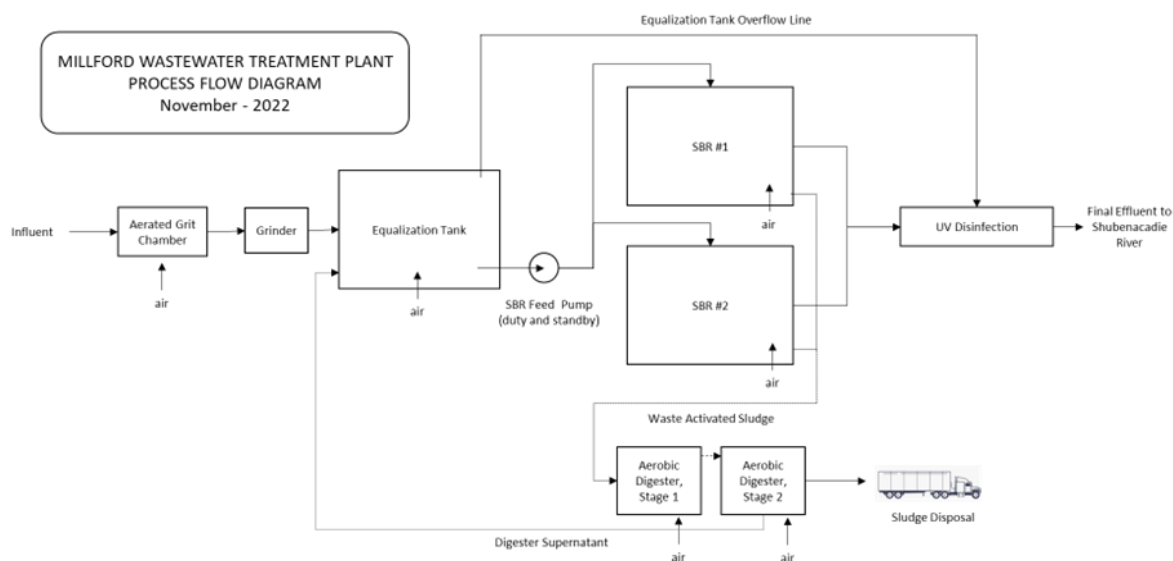 Equalization Tank Overflow Line
MILLFORD WASTEWATER TREATMENT PLANT
PROCESS FLOW DIAGRAM
November - 2022
SBR #1
air
Influent
Aerated Grit
Chamber
air
Grinder
Equalization Tank
air
SBR Feed Pump
(duty and standby)
SBR #2
air
UV Disinfection
Final Effluent to
Shubenacadie
River
Waste Activated Sludge
Aerobic
Digester,
Stage 1
air
Aerobic
Digester,
Stage 2
air
Sludge Disposal
Digester Supernatant